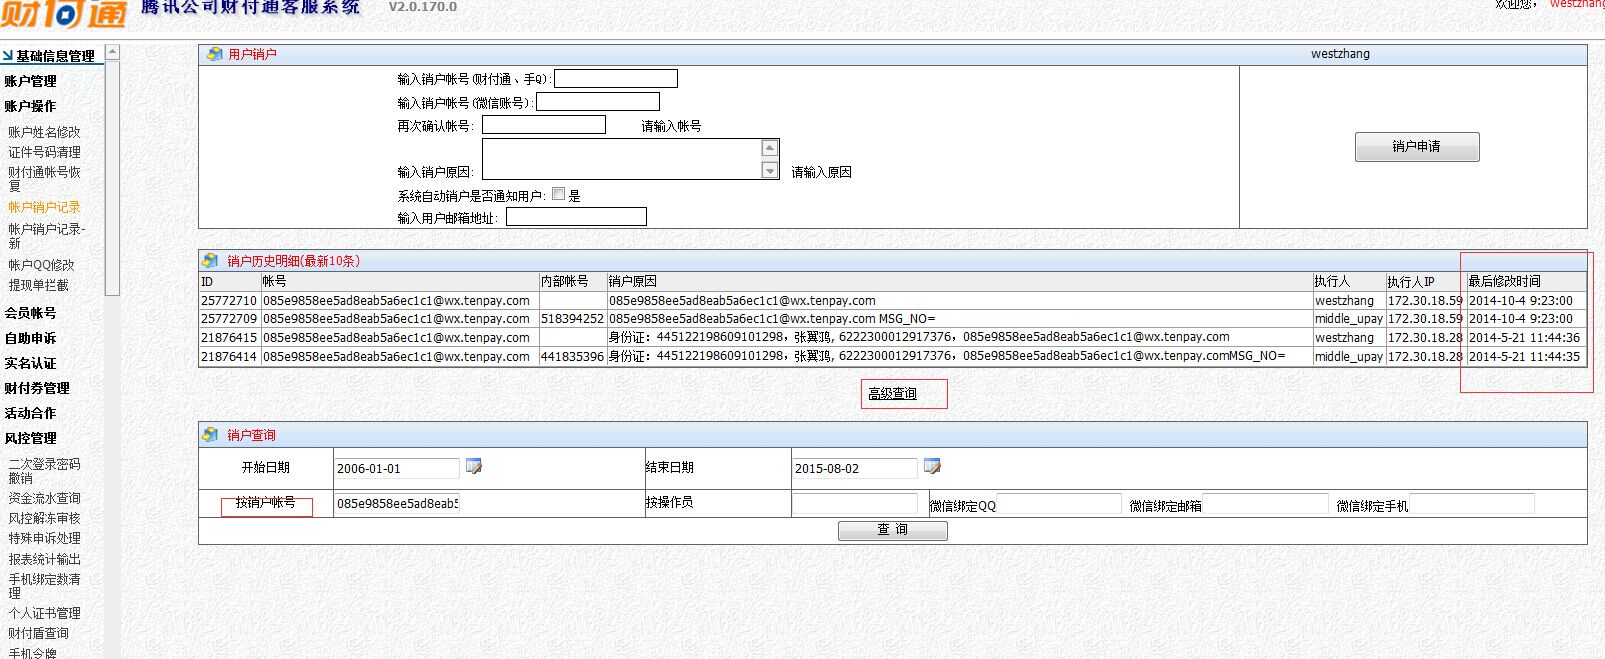 财付通 腾讯公司财付通客服系统 V2.0.170.0 欢迎您， westzhang
基础信息管理
账户管理
账户操作
账户姓名修改
证件号码清理
财付通帐号恢
复
帐户销户记录
帐户销户记录-
新
帐户QQ修改
提现单拦截
会员帐号
自助申诉
实名认证
财付券管理
活动合作
风控管理
二次登录密码
撤销
资金流水查询
风控解冻审核
特殊申诉处理
报表统计输出
手机绑定数清
理
个人证书管理
财付盾查询
手机令牌
用户销户 westzhang
输入销户帐号(财付通、手Q):
输入销户帐号(微信账号):
再次确认帐号: 请输入帐号
输入销户原因: 请输入原因
系统自动销户是否通知用户: 是
输入用户邮箱地址:
销户申请
销户历史明细(最新10条)
ID 帐号 内部帐号 销户原因 执行人 执行人IP 最后修改时间
25772710 085e9858ee5ad8eab5a6ec1c1@wx.tenpay.com 085e9858ee5ad8eab5a6ec1c1@wx.tenpay.com westzhang 172.30.18.59 2014-10-4 9:23:00
25772709 085e9858ee5ad8eab5a6ec1c1@wx.tenpay.com 518394252 085e9858ee5ad8eab5a6ec1c1@wx.tenpay.com MSG_NO= middle_upay 172.30.18.59 2014-10-4 9:23:00
21876415 085e9858ee5ad8eab5a6ec1c1@wx.tenpay.com 身份证：445122198609101298，张翼鸿, 6222300012917376，085e9858ee5ad8eab5a6ec1c1@wx.tenpay.com westzhang 172.30.18.28 2014-5-21 11:44:36
21876414 085e9858ee5ad8eab5a6ec1c1@wx.tenpay.com 441835396 身份证：445122198609101298，张翼鸿, 6222300012917376，085e9858ee5ad8eab5a6ec1c1@wx.tenpay.comMSG_NO= middle_upay 172.30.18.28 2014-5-21 11:44:35
高级查询
销户查询
开始日期 2006-01-01 结束日期 2015-08-02
按销户帐号 085e9858ee5ad8eab5 按操作员 微信绑定QQ 微信绑定邮箱 微信绑定手机
查 询